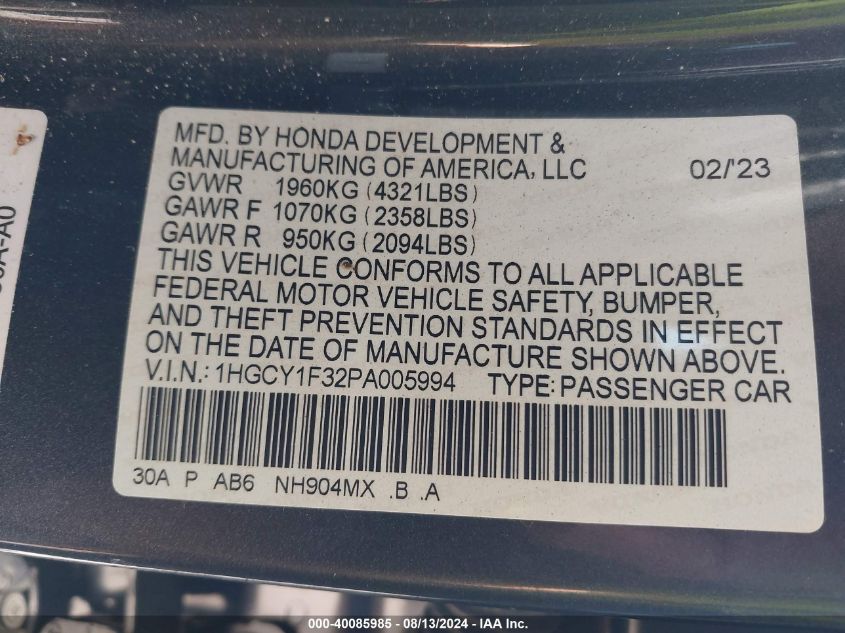 MFD. BY HONDA DEVELOPMENT &
MANUFACTURING OF AMERICA, LLC 02/'23
GVWR 1960KG (4321LBS)
GAWR F 1070KG (2358LBS)
GAWR R 950KG (2094LBS)
THIS VEHICLE CONFORMS TO ALL APPLICABLE
FEDERAL MOTOR VEHICLE SAFETY, BUMPER,
AND THEFT PREVENTION STANDARDS IN EFFECT
ON THE DATE OF MANUFACTURE SHOWN ABOVE.
V.I.N.: 1HGCY1F32PA005994 TYPE: PASSENGER CAR
30A P AB6 NH904MX .B .A
000-40085985 - 08/13/2024 - IAA Inc.